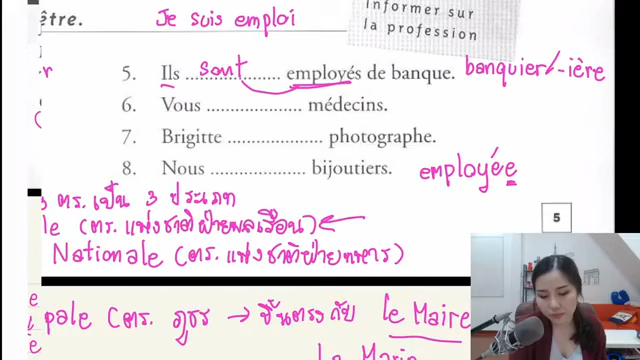 être.
Je suis emploi
Informer sur
la profession
5. Ils ...sont............ employés de banque. banquier/-ière
6. Vous ...................... médecins.
7. Brigitte ...................... photographe.
8. Nous ...................... bijoutiers.
employée
ตร. เป็น 3 ประเภท
le (ตร. แห่งชาติฝ่ายพลเรือน) ←
5
Nationale (ตร. แห่งชาติฝ่ายทหาร)
pale (ตร. ภูธร → ขึ้นตรงกับ le Maire
la Mairie